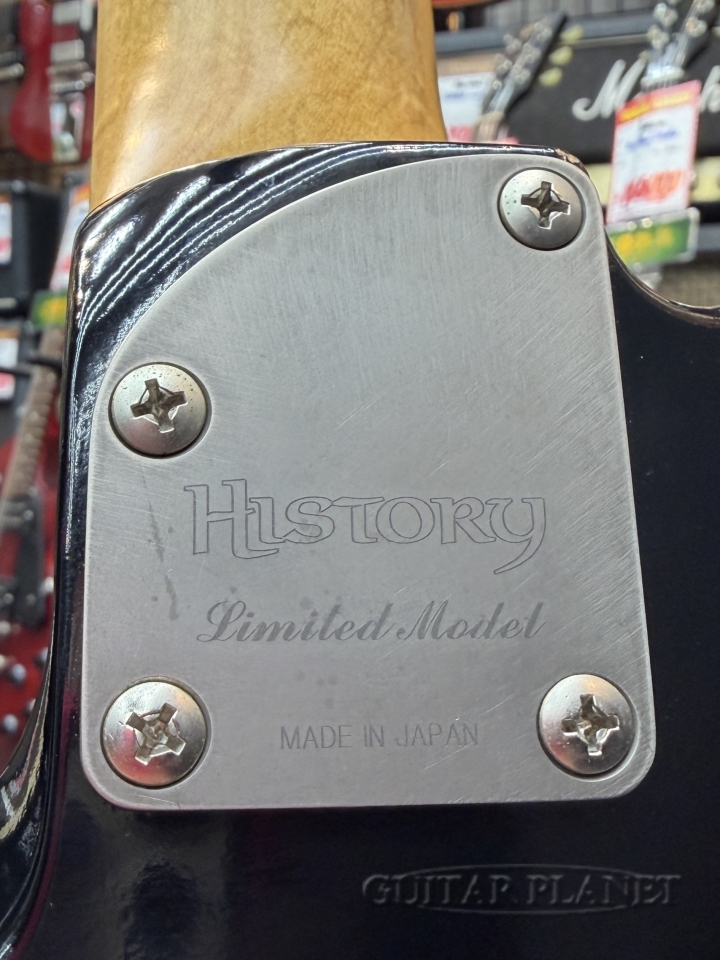 HISTORY
Limited Model
MADE IN JAPAN
GUITAR PLANET